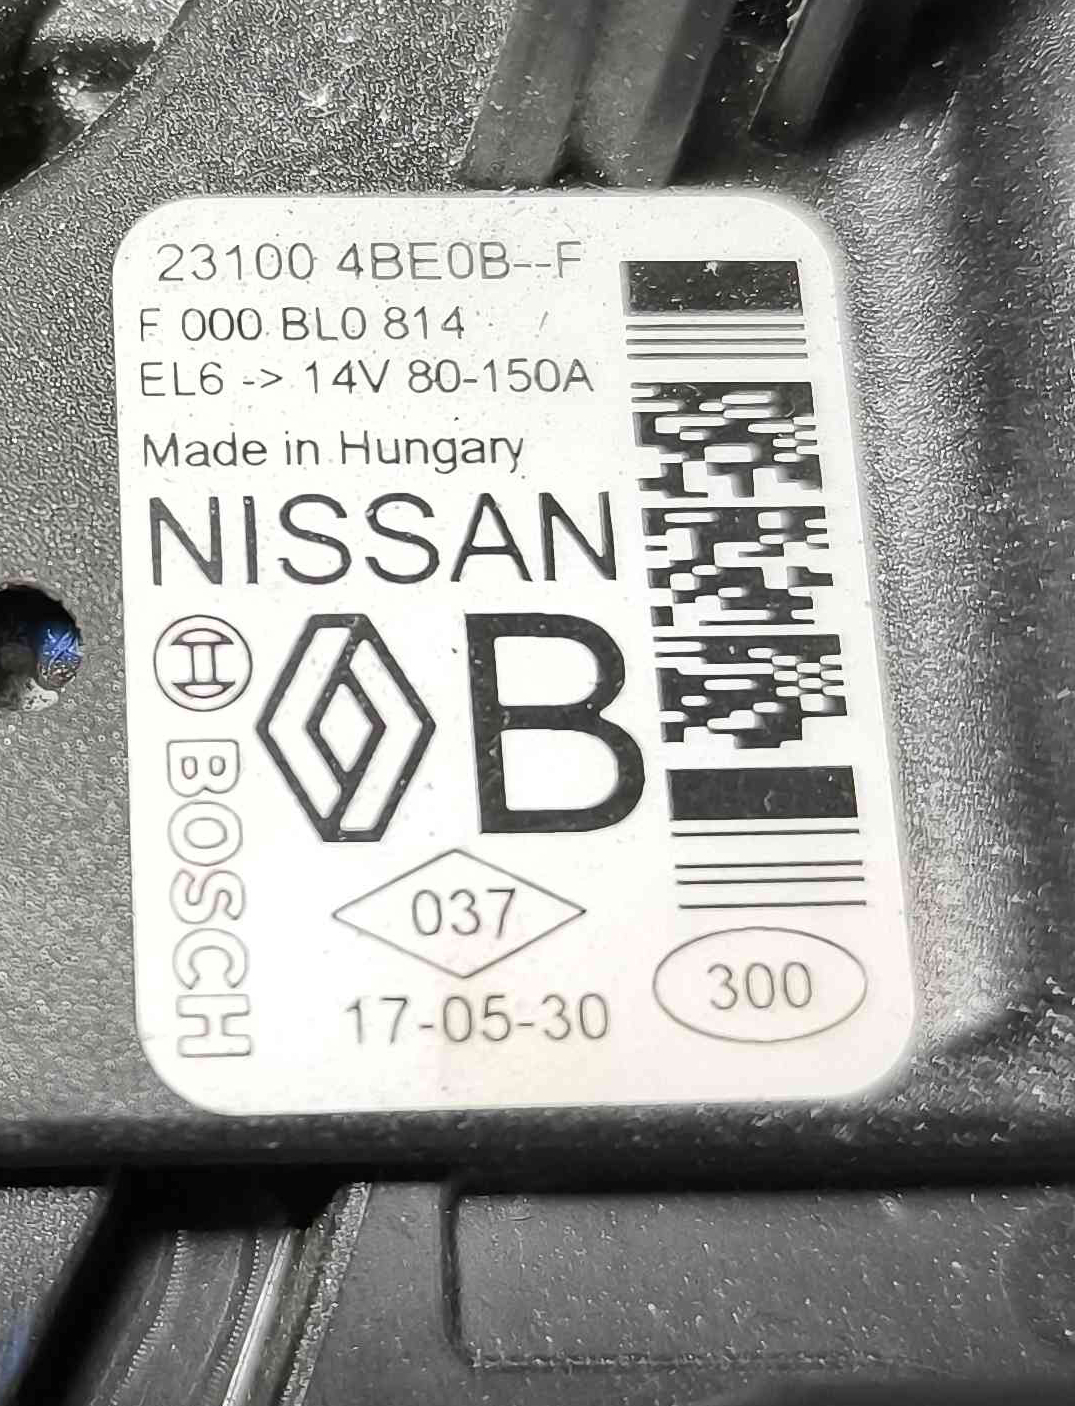 23100 4BE0B--F
F 000 BL0 814
EL6 -> 14V 80-150A
Made in Hungary
NISSAN
B
BOSCH
037
300
17-05-30